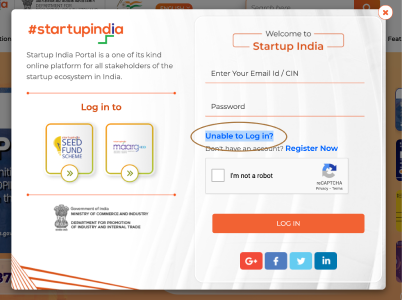 #startupindia
Startup India Portal is a one of its kind
online platform for all stakeholders of the
startup ecosystem in India.
Log in to
SEED
FUND
SCHEME
maarg
Government of India
MINISTRY OF COMMERCE AND INDUSTRY
DEPARTMENT FOR PROMOTION
OF INDUSTRY AND INTERNAL TRADE
Welcome to
Startup India
Enter Your Email Id / CIN
Password
Unable to Log in?
Don't have an account? Register Now
I'm not a robot
reCAPTCHA
Privacy - Terms
LOG IN
G+
f
in